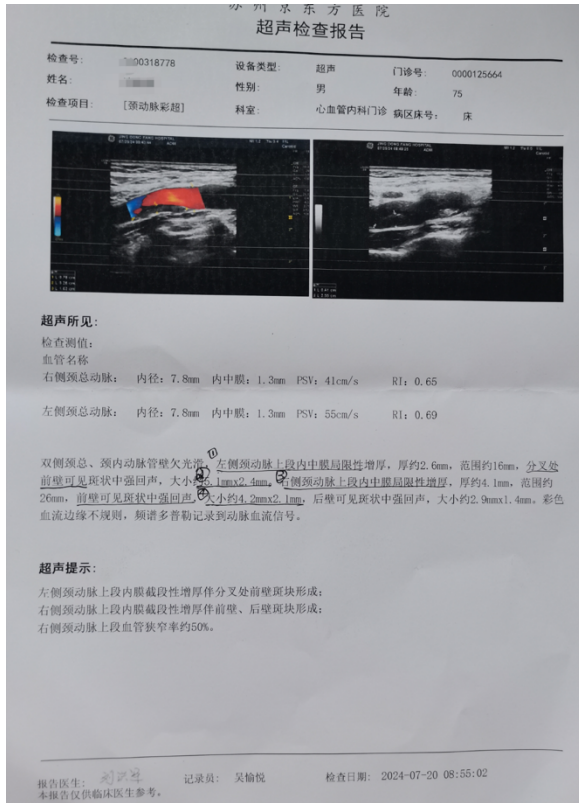 苏州京东方医院
超声检查报告
检查号: 00318778 设备类型: 超声 门诊号: 0000125664
姓名: 性别: 男 年龄: 75
检查项目: [颈动脉彩超] 科室: 心血管内科门诊 病区床号: 床
超声所见:
检查测值:
血管名称
右侧颈总动脉: 内径: 7.8mm 内中膜: 1.3mm PSV: 41cm/s RI: 0.65
左侧颈总动脉: 内径: 7.8mm 内中膜: 1.3mm PSV: 55cm/s RI: 0.69
双侧颈总、颈内动脉管壁欠光滑, ①左侧颈动脉上段内中膜局限性增厚, 厚约2.6mm, 范围约16mm, 分叉处
前壁可见斑状中强回声, 大小约5.1mmx2.4mm。右侧颈动脉上段内中膜局限性增厚, 厚约4.1mm, 范围约
26mm, 前壁可见斑状中强回声, 大小约4.2mmx2.1mm, 后壁可见斑状中强回声, 大小约2.9mmx1.4mm。彩色
血流边缘不规则, 频谱多普勒记录到动脉血流信号。
超声提示:
左侧颈动脉上段内膜截段性增厚伴分叉处前壁斑块形成;
右侧颈动脉上段内膜截段性增厚伴前壁、后壁斑块形成;
右侧颈动脉上段血管狭窄率约50%。
报告医生: 记录员: 吴愉悦 检查日期: 2024-07-20 08:55:02
本报告仅供临床医生参考。